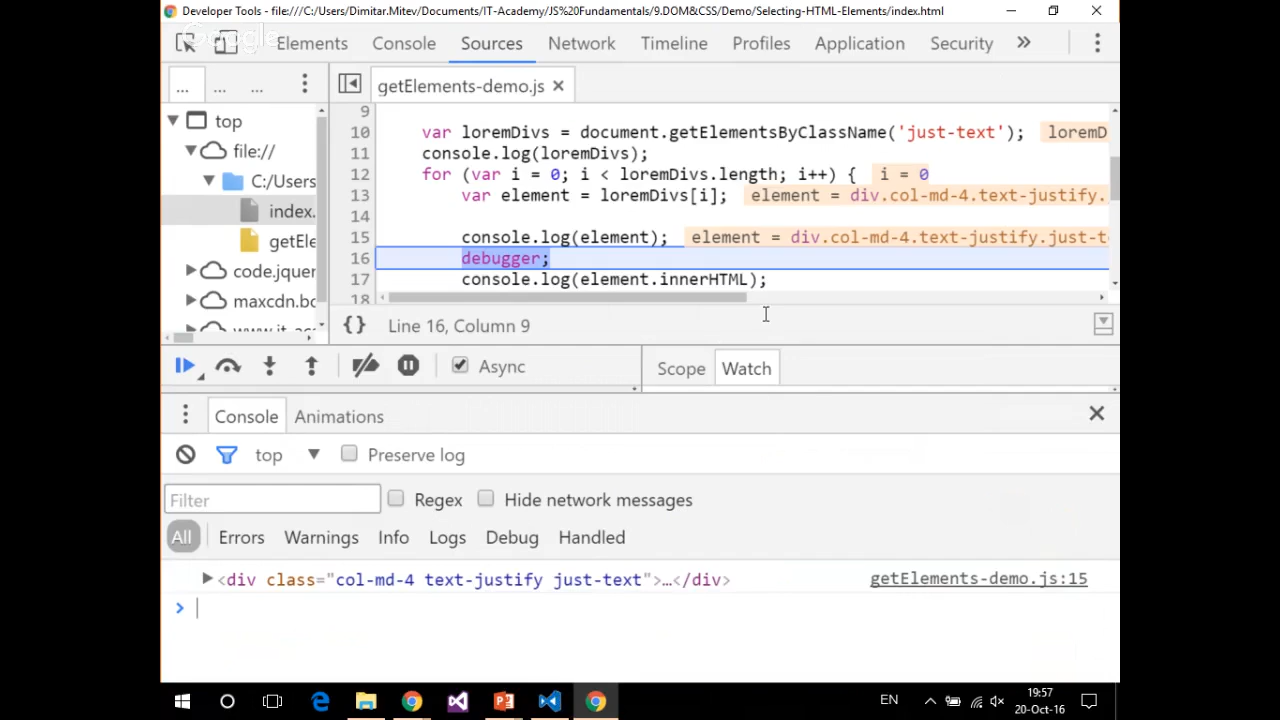 Developer Tools - file:///C:/Users/Dimitar.Mitev/Documents/IT-Academy/JS%20Fundamentals/9.DOM&CSS/Demo/Selecting-HTML-Elements/index.html
Google
Elements Console Sources Network Timeline Profiles Application Security »
... ... ... getElements-demo.js ×
top
file://
C:/Users
index.
getEle
code.jquer
maxcdn.bo
www.it-ac
9
10 var loremDivs = document.getElementsByClassName('just-text'); loremD
11 console.log(loremDivs);
12 for (var i = 0; i < loremDivs.length; i++) { i = 0
13 var element = loremDivs[i]; element = div.col-md-4.text-justify.
14
15 console.log(element); element = div.col-md-4.text-justify.just-t
16 debugger;
17 console.log(element.innerHTML);
18
{} Line 16, Column 9
Async
Scope Watch
Console Animations
top Preserve log
Filter Regex Hide network messages
All Errors Warnings Info Logs Debug Handled
<div class="col-md-4 text-justify just-text">…</div> getElements-demo.js:15
>
EN 19:57
20-Oct-16